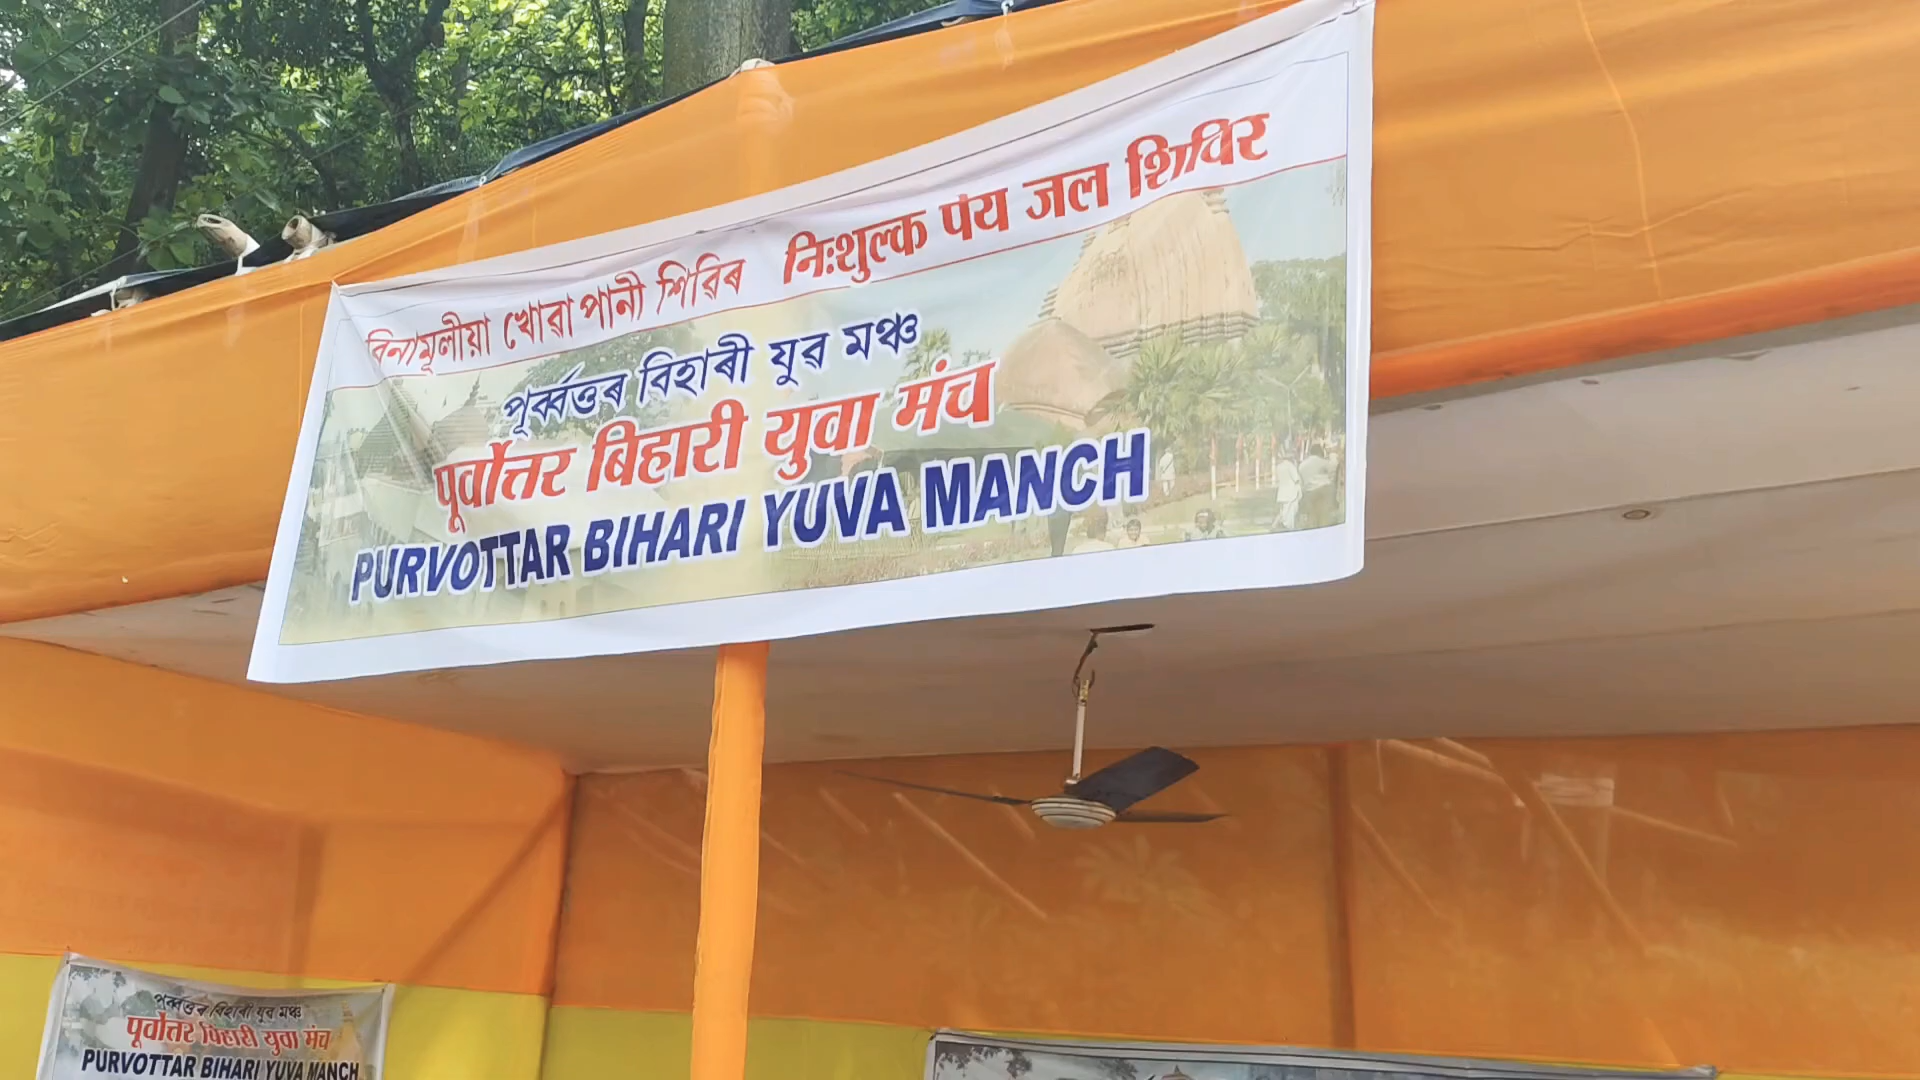 বিনামূলীয়া খোৱা পানী শিৱিৰ नि:शुल्क पेय जल शिविर
পূৰ্ব্বোত্তৰ বিহাৰী যুৱ মঞ্চ
पूर्वोत्तर बिहारी युवा मंच
PURVOTTAR BIHARI YUVA MANCH
পূৰ্ব্বোত্তৰ বিহাৰী যুৱ মঞ্চ
पूर्वोत्तर बिहारी युवा मंच
PURVOTTAR BIHARI YUVA MANCH